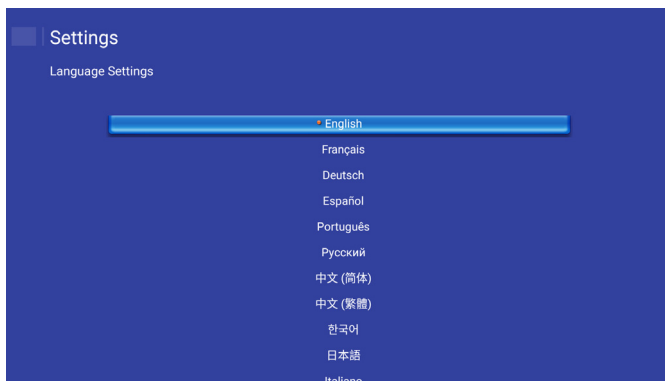 Settings
Language Settings
English
Français
Deutsch
Español
Português
Русский
中文 (简体)
中文 (繁體)
한국어
日本語
Italiano